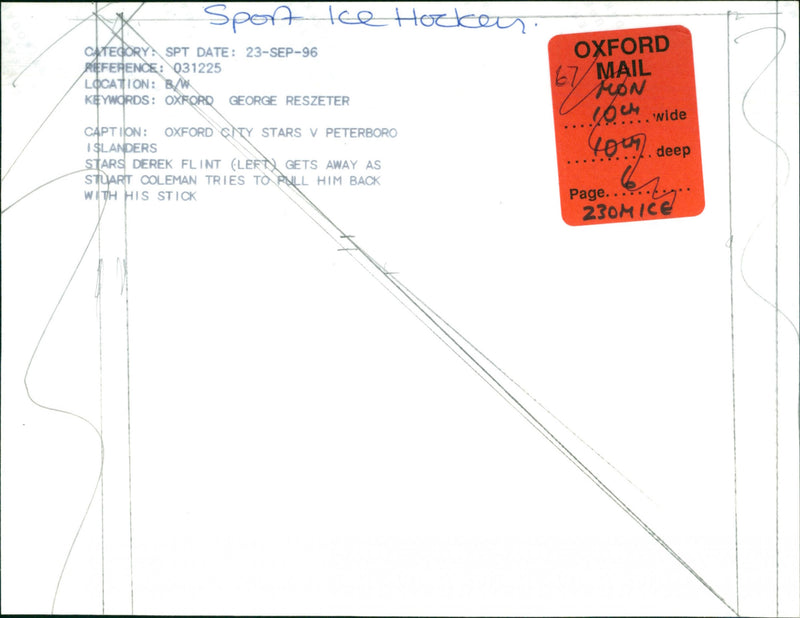 Sport Ice Hockey.
CATEGORY: SPT DATE: 23-SEP-96
REFERENCE: 031225
LOCATION: B/W
KEYWORDS: OXFORD GEORGE RESZETER
CAPTION: OXFORD CITY STARS V PETERBORO
ISLANDERS
STARS DEREK FLINT (LEFT) GETS AWAY AS
STUART COLEMAN TRIES TO PULL HIM BACK
WITH HIS STICK
OXFORD
MAIL
67 MON
10cm wide
10cm deep
Page 6
230MICE